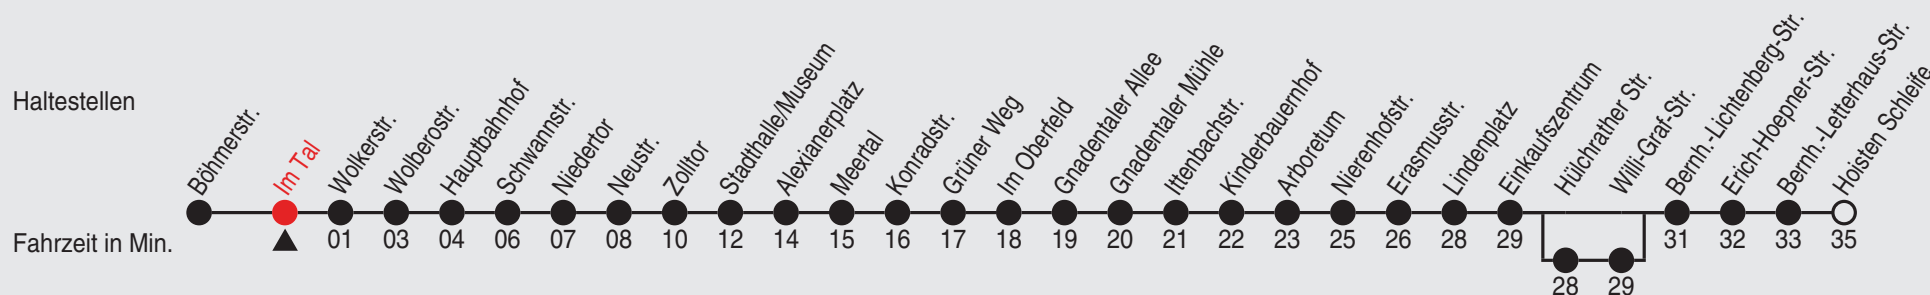 Haltestellen
Böhmerstr.
Im Tal
Wolkerstr.
Wolberostr.
Hauptbahnhof
Schwannstr.
Niedertor
Neustr.
Zolltor
Stadthalle/Museum
Alexianerplatz
Meertal
Konradstr.
Grüner Weg
Im Oberfeld
Gnadentaler Allee
Gnadentaler Mühle
Ittenbachstr.
Kinderbauernhof
Arboretum
Nierenhofstr.
Erasmusstr.
Lindenplatz
Einkaufszentrum
Hülchrather Str.
Willi-Graf-Str.
Bernh.-Lichtenberg-Str.
Erich-Hoepner-Str.
Bernh.-Letterhaus-Str.
Hoisten Schleife
Fahrzeit in Min. 01 03 04 06 07 08 10 12 14 15 16 17 18 19 20 21 22 23 25 26 28 29 31 32 33 35
28 29